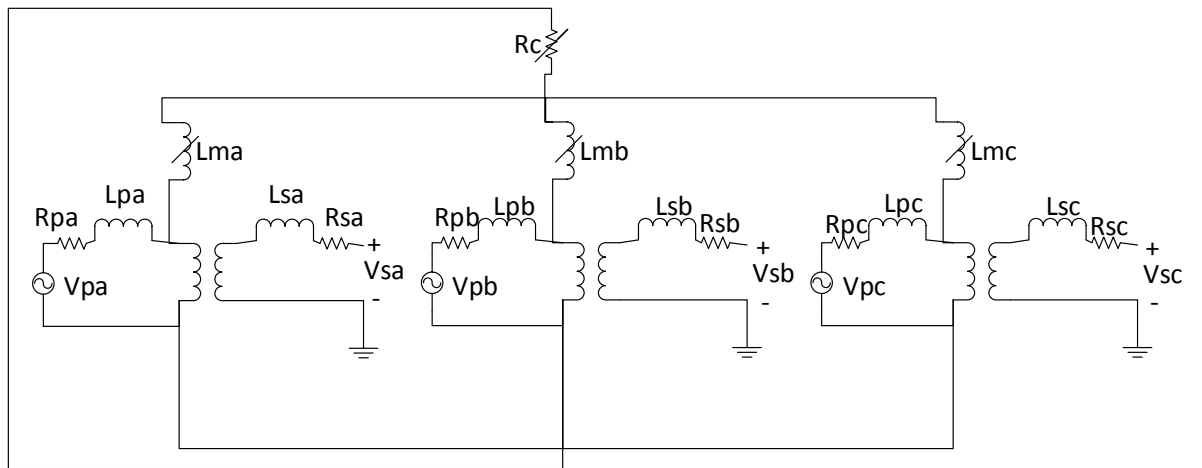 Rc
Lma
Lmb
Lmc
Lpa
Lsa
Lpb
Lsb
Lpc
Lsc
Rpa
Rsa
Rpb
Rsb
Rpc
Rsc
+
+
+
Vpa
Vsa
Vpb
Vsb
Vpc
Vsc
-
-
-